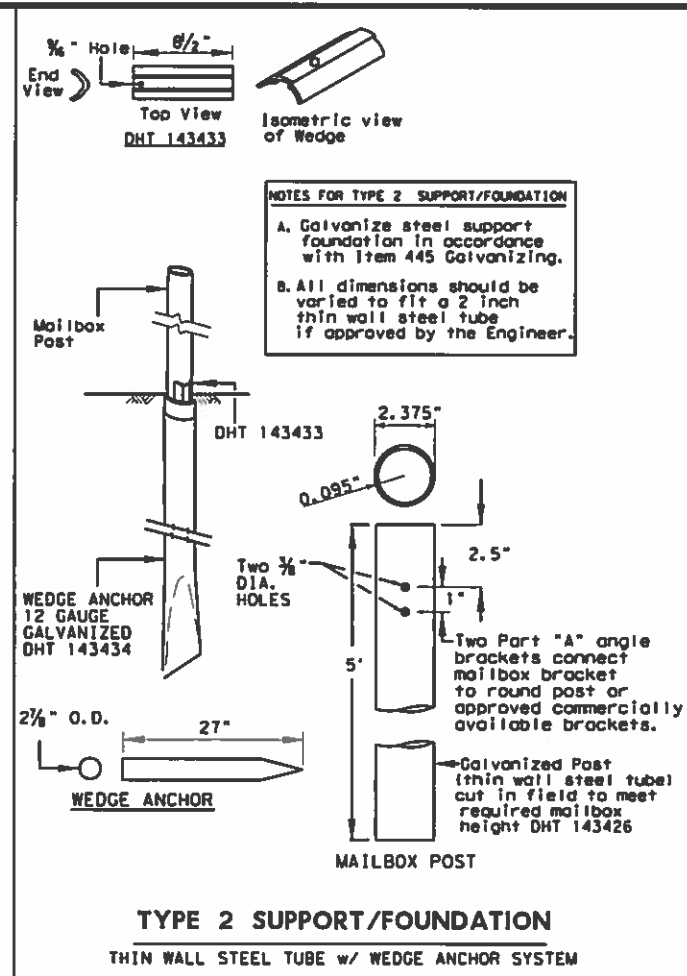 Hole
8 1/2"
End
View
Top View
DHT 143433
Isometric view
of Wedge
NOTES FOR TYPE 2 SUPPORT/FOUNDATION
A. Galvanize steel support
foundation in accordance
with Item 445 Galvanizing.
B. All dimensions should be
varied to fit a 2 inch
thin wall steel tube
if approved by the Engineer.
Mailbox
Post
DHT 143433
2.375"
0.095"
2.5"
Two 3/8"
DIA.
HOLES
1"
5'
WEDGE ANCHOR
12 GAUGE
GALVANIZED
DHT 143434
Two Part "A" angle
brackets connect
mailbox bracket
to round post or
approved commercially
available brackets.
2 7/8" O.D.
27"
WEDGE ANCHOR
Galvanized Post
(thin wall steel tube)
cut in field to meet
required mailbox
height DHT 143426
MAILBOX POST
TYPE 2 SUPPORT/FOUNDATION
THIN WALL STEEL TUBE w/ WEDGE ANCHOR SYSTEM